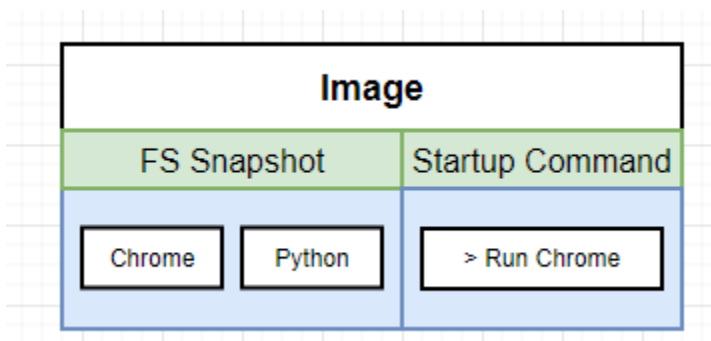 Image
FS Snapshot
Startup Command
Chrome
Python
> Run Chrome